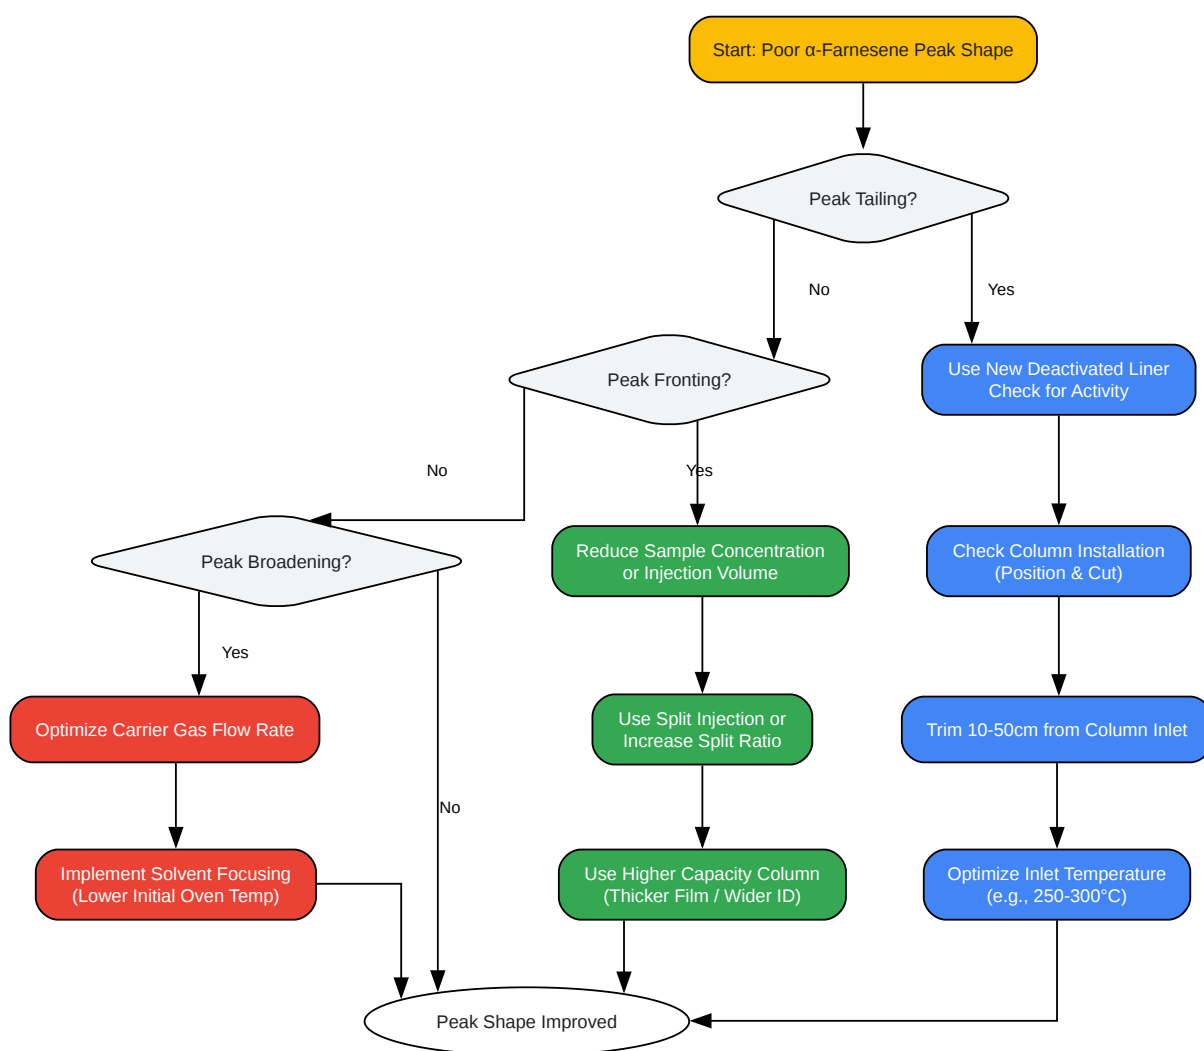 Start: Poor α-Farnesene Peak Shape
Peak Tailing?
No
Yes
Peak Fronting?
Use New Deactivated Liner
Check for Activity
No
Yes
Peak Broadening?
Reduce Sample Concentration
or Injection Volume
Check Column Installation
(Position & Cut)
Yes
Optimize Carrier Gas Flow Rate
Use Split Injection or
Increase Split Ratio
Trim 10-50cm from Column Inlet
No
Implement Solvent Focusing
(Lower Initial Oven Temp)
Use Higher Capacity Column
(Thicker Film / Wider ID)
Optimize Inlet Temperature
(e.g., 250-300°C)
Peak Shape Improved